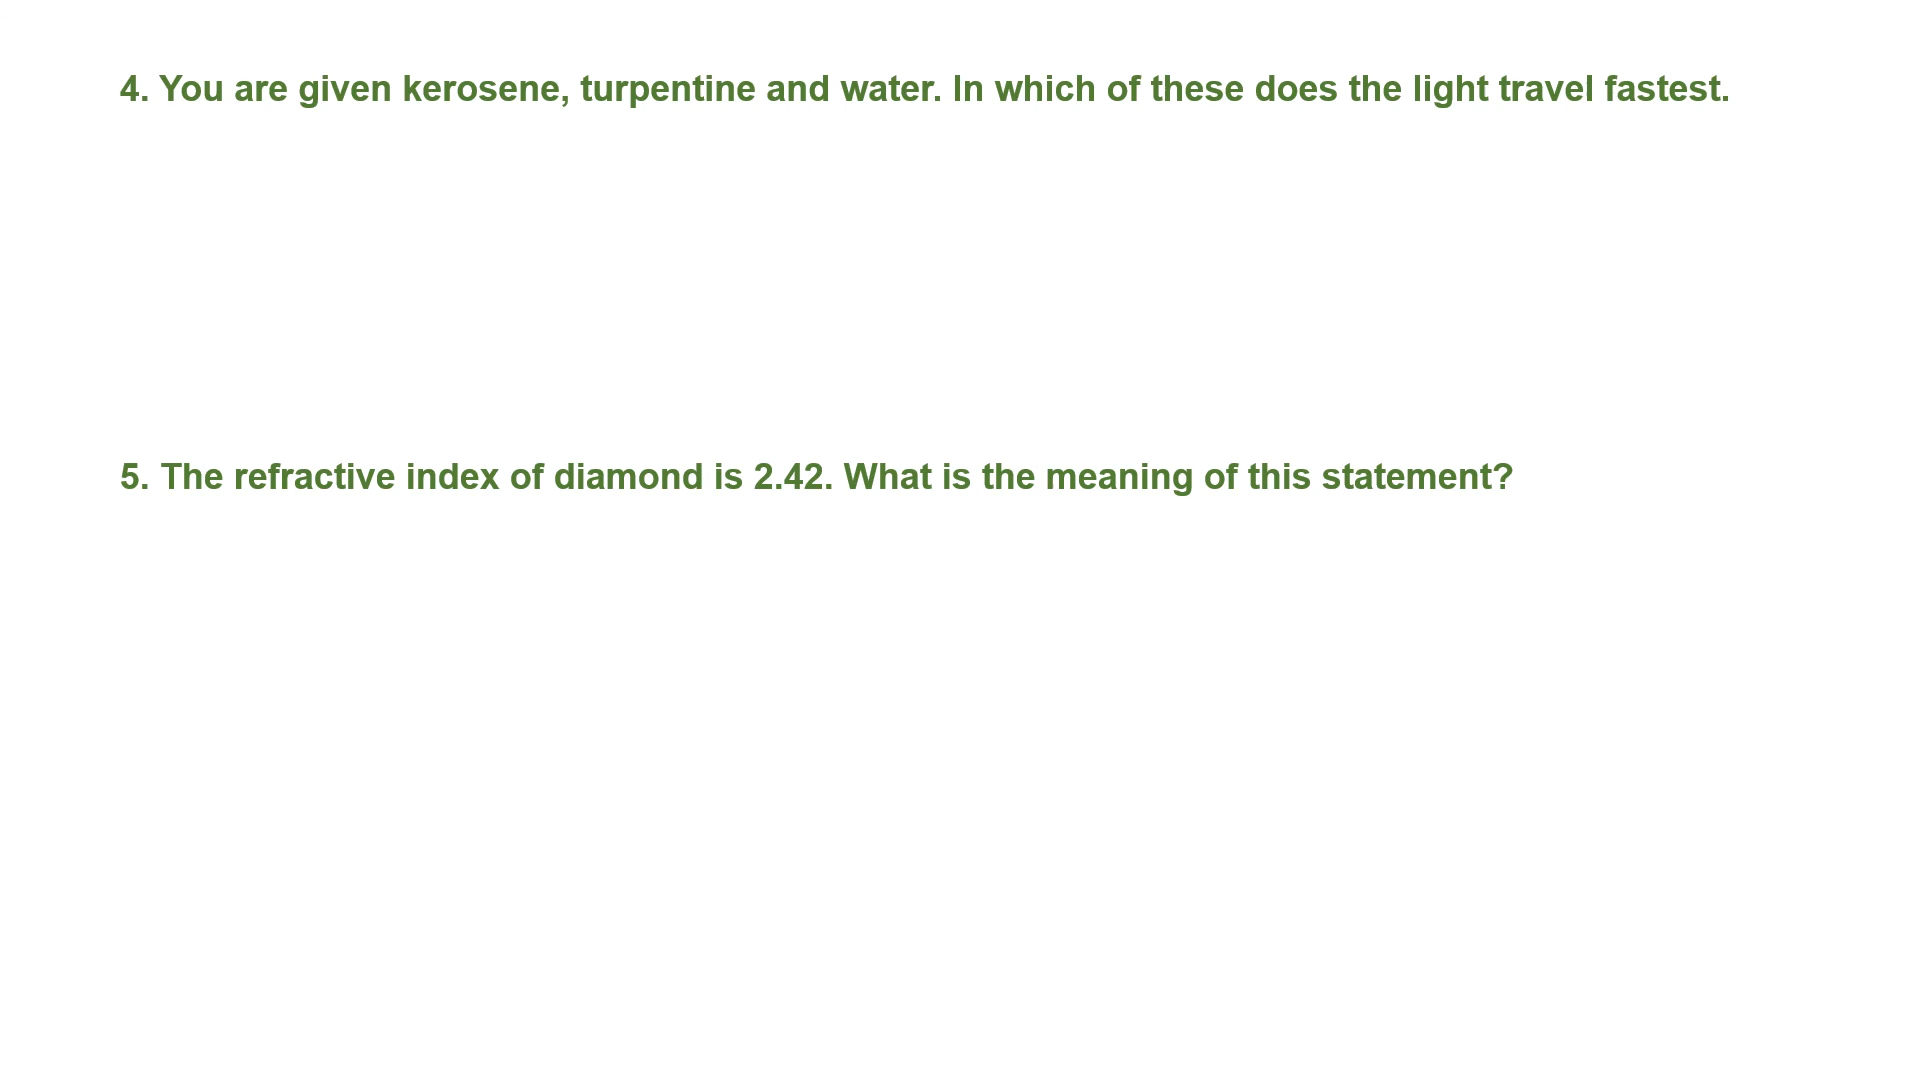 4. You are given kerosene, turpentine and water. In which of these does the light travel fastest.
5. The refractive index of diamond is 2.42. What is the meaning of this statement?